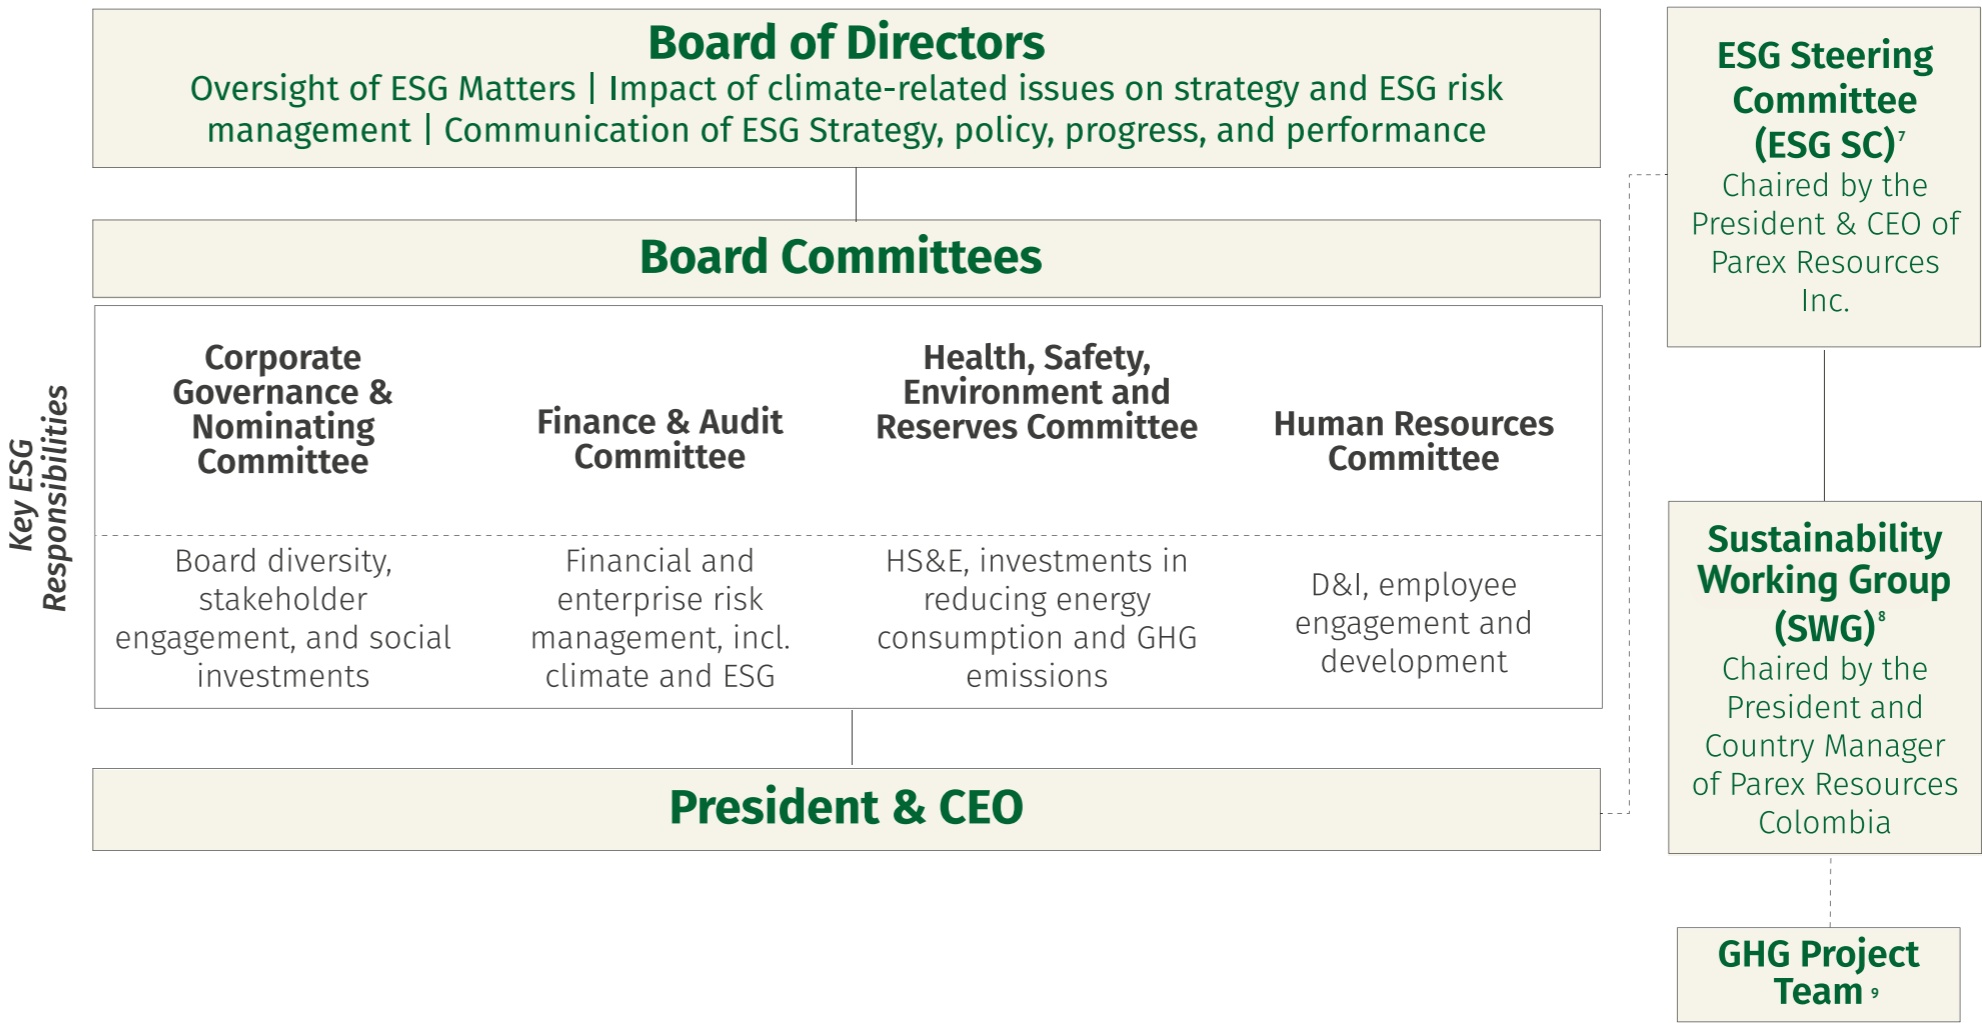 Board of Directors
Oversight of ESG Matters | Impact of climate-related issues on strategy and ESG risk
management | Communication of ESG Strategy, policy, progress, and performance
Board Committees
Key ESG
Responsibilities
Corporate
Governance &
Nominating
Committee
Finance & Audit
Committee
Health, Safety,
Environment and
Reserves Committee
Human Resources
Committee
Board diversity,
stakeholder
engagement, and social
investments
Financial and
enterprise risk
management, incl.
climate and ESG
HS&E, investments in
reducing energy
consumption and GHG
emissions
D&I, employee
engagement and
development
President & CEO
ESG Steering
Committee
(ESG SC)⁷
Chaired by the
President & CEO of
Parex Resources
Inc.
Sustainability
Working Group
(SWG)⁸
Chaired by the
President and
Country Manager
of Parex Resources
Colombia
GHG Project
Team ⁹